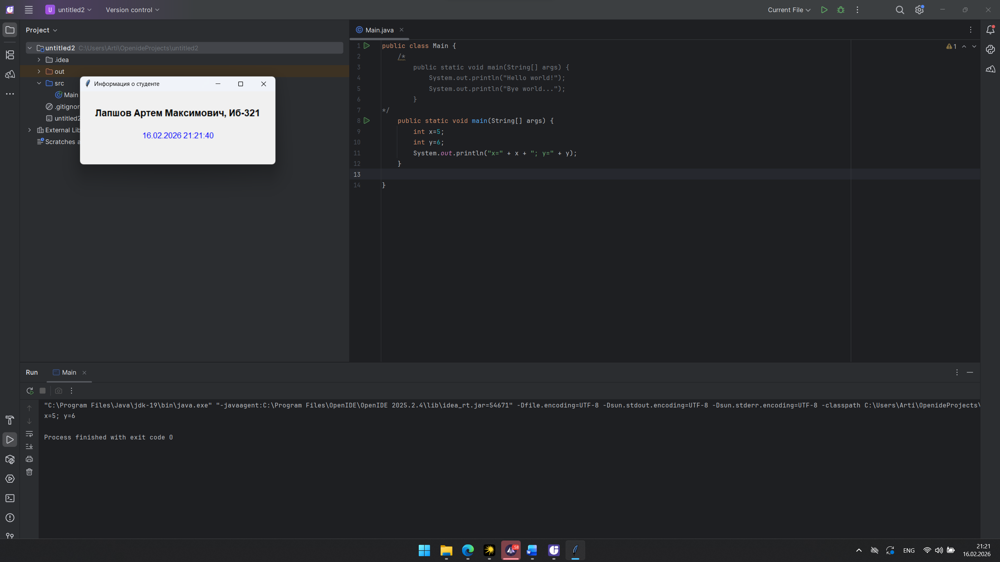 U untitled2 Version control Current File
Project
untitled2 C:\Users\Arti\OpenideProjects\untitled2
.idea
out
src
Main
.gitignor
untitled2
External Lib
Scratches a
Информация о студенте
Лапшов Артем Максимович, Иб-321
16.02.2026 21:21:40
Main.java
1
1 public class Main {
2 /*
3 public static void main(String[] args) {
4 System.out.println("Hello world!");
5 System.out.println("Bye world...");
6 }
7 */
8 public static void main(String[] args) {
9 int x=5;
10 int y=6;
11 System.out.println("x=" + x + "; y=" + y);
12 }
13
14 }
Run Main
"C:\Program Files\Java\jdk-19\bin\java.exe" "-javaagent:C:\Program Files\OpenIDE\OpenIDE 2025.2.4\lib\idea_rt.jar=54671" -Dfile.encoding=UTF-8 -Dsun.stdout.encoding=UTF-8 -Dsun.stderr.encoding=UTF-8 -classpath C:\Users\Arti\OpenideProjects\
x=5; y=6
Process finished with exit code 0
..58
ENG
21:21
16.02.2026